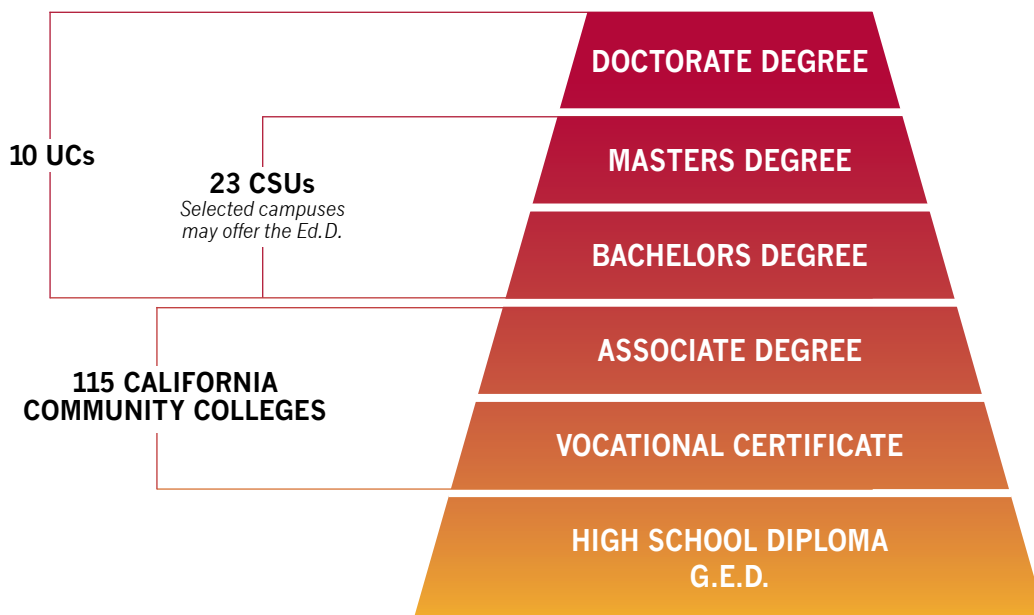 DOCTORATE DEGREE
10 UCs
MASTERS DEGREE
23 CSUs
Selected campuses
may offer the Ed.D.
BACHELORS DEGREE
ASSOCIATE DEGREE
115 CALIFORNIA
COMMUNITY COLLEGES
VOCATIONAL CERTIFICATE
HIGH SCHOOL DIPLOMA
G.E.D.